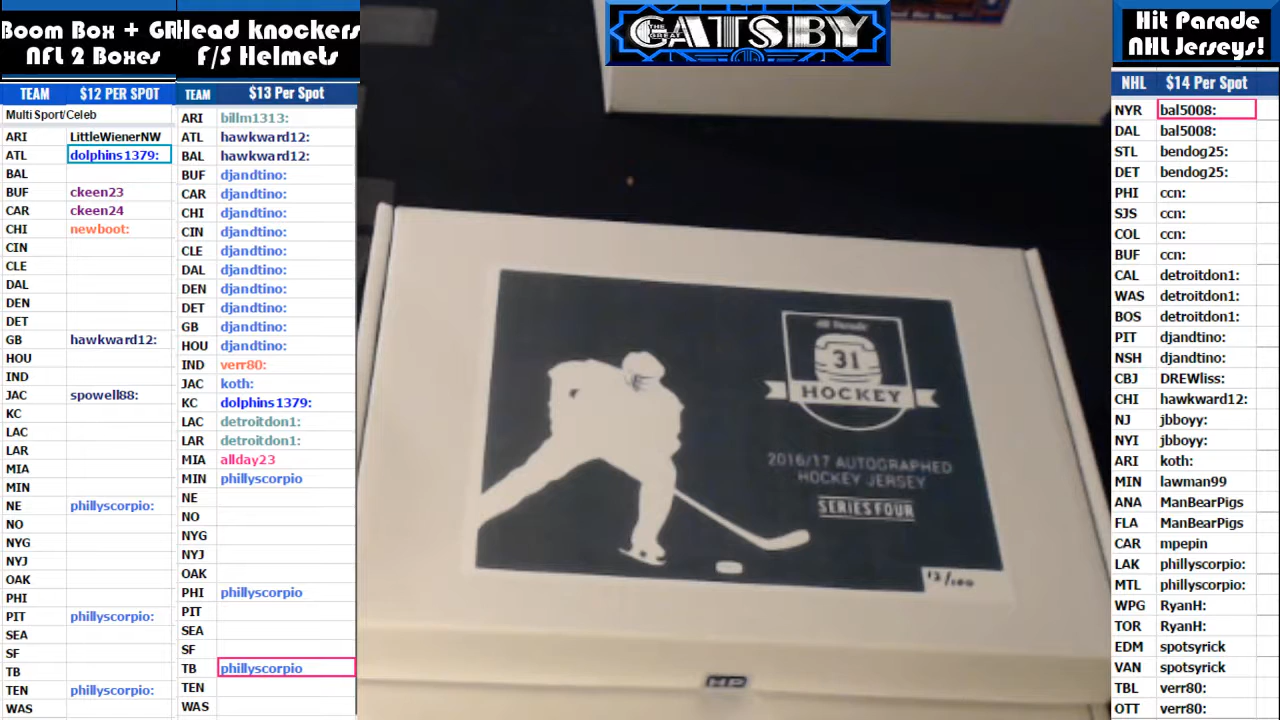 Boom Box + GR
NFL 2 Boxes
TEAM $12 PER SPOT
Multi Sport/Celeb
ARI LittleWienerNW
ATL dolphins1379:
BAL
BUF ckeen23
CAR ckeen24
CHI newboot:
CIN
CLE
DAL
DEN
DET
GB hawkward12:
HOU
IND
JAC spowell88:
KC
LAC
LAR
MIA
MIN
NE phillyscorpio:
NO
NYG
NYJ
OAK
PIT phillyscorpio:
SEA
SF
TB
TEN phillyscorpio:
WAS
Head knockers
F/S Helmets
TEAM $13 Per Spot
ARI billm1313:
ATL hawkward12:
BAL hawkward12:
BUF djandtino:
CAR djandtino:
CHI djandtino:
CIN djandtino:
CLE djandtino:
DAL djandtino:
DEN djandtino:
DET djandtino:
GB djandtino:
HOU djandtino:
IND verr80:
JAC koth:
KC dolphins1379:
LAC detroitdon1:
LAR detroitdon1:
MIA allday23
MIN phillyscorpio
NE
NO
NYG
NYJ
OAK
PHI phillyscorpio
PIT
SEA
SF
TB phillyscorpio
TEN
WAS
THE GREAT
GATSBY
Hit Parade
31
HOCKEY
2016/17 AUTOGRAPHED
HOCKEY JERSEY
SERIES FOUR
12/100
HP
Hit Parade
NHL Jerseys!
NHL $14 Per Spot
NYR bal5008:
DAL bal5008:
STL bendog25:
DET bendog25:
PHI ccn:
SJS ccn:
COL ccn:
BUF ccn:
CAL detroitdon1:
WAS detroitdon1:
BOS detroitdon1:
PIT djandtino:
NSH djandtino:
CBJ DREWliss:
CHI hawkward12:
NJ jbboyy:
NYI jbboyy:
ARI koth:
MIN lawman99
ANA ManBearPigs
FLA ManBearPigs
CAR mpepin
LAK phillyscorpio:
MTL phillyscorpio:
WPG RyanH:
TOR RyanH:
EDM spotsyrick
VAN spotsyrick
TBL verr80:
OTT verr80: